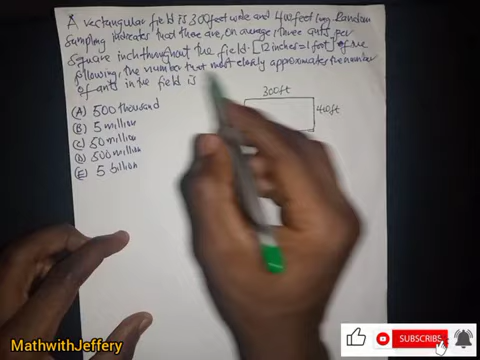 A rectangular field is 300 feet wide and 400 feet long. Random
Sampling indicates that there are, on average, three ants per
square inch throughout the field. [12 inches = 1 foot] Of the
following, the number that most closely approximates the number
of ants in the field is
300ft
400ft
(A) 500 thousand
(B) 5 million
(C) 50 million
(D) 500 million
(E) 5 billion
MathwithJeffery
SUBSCRIBE